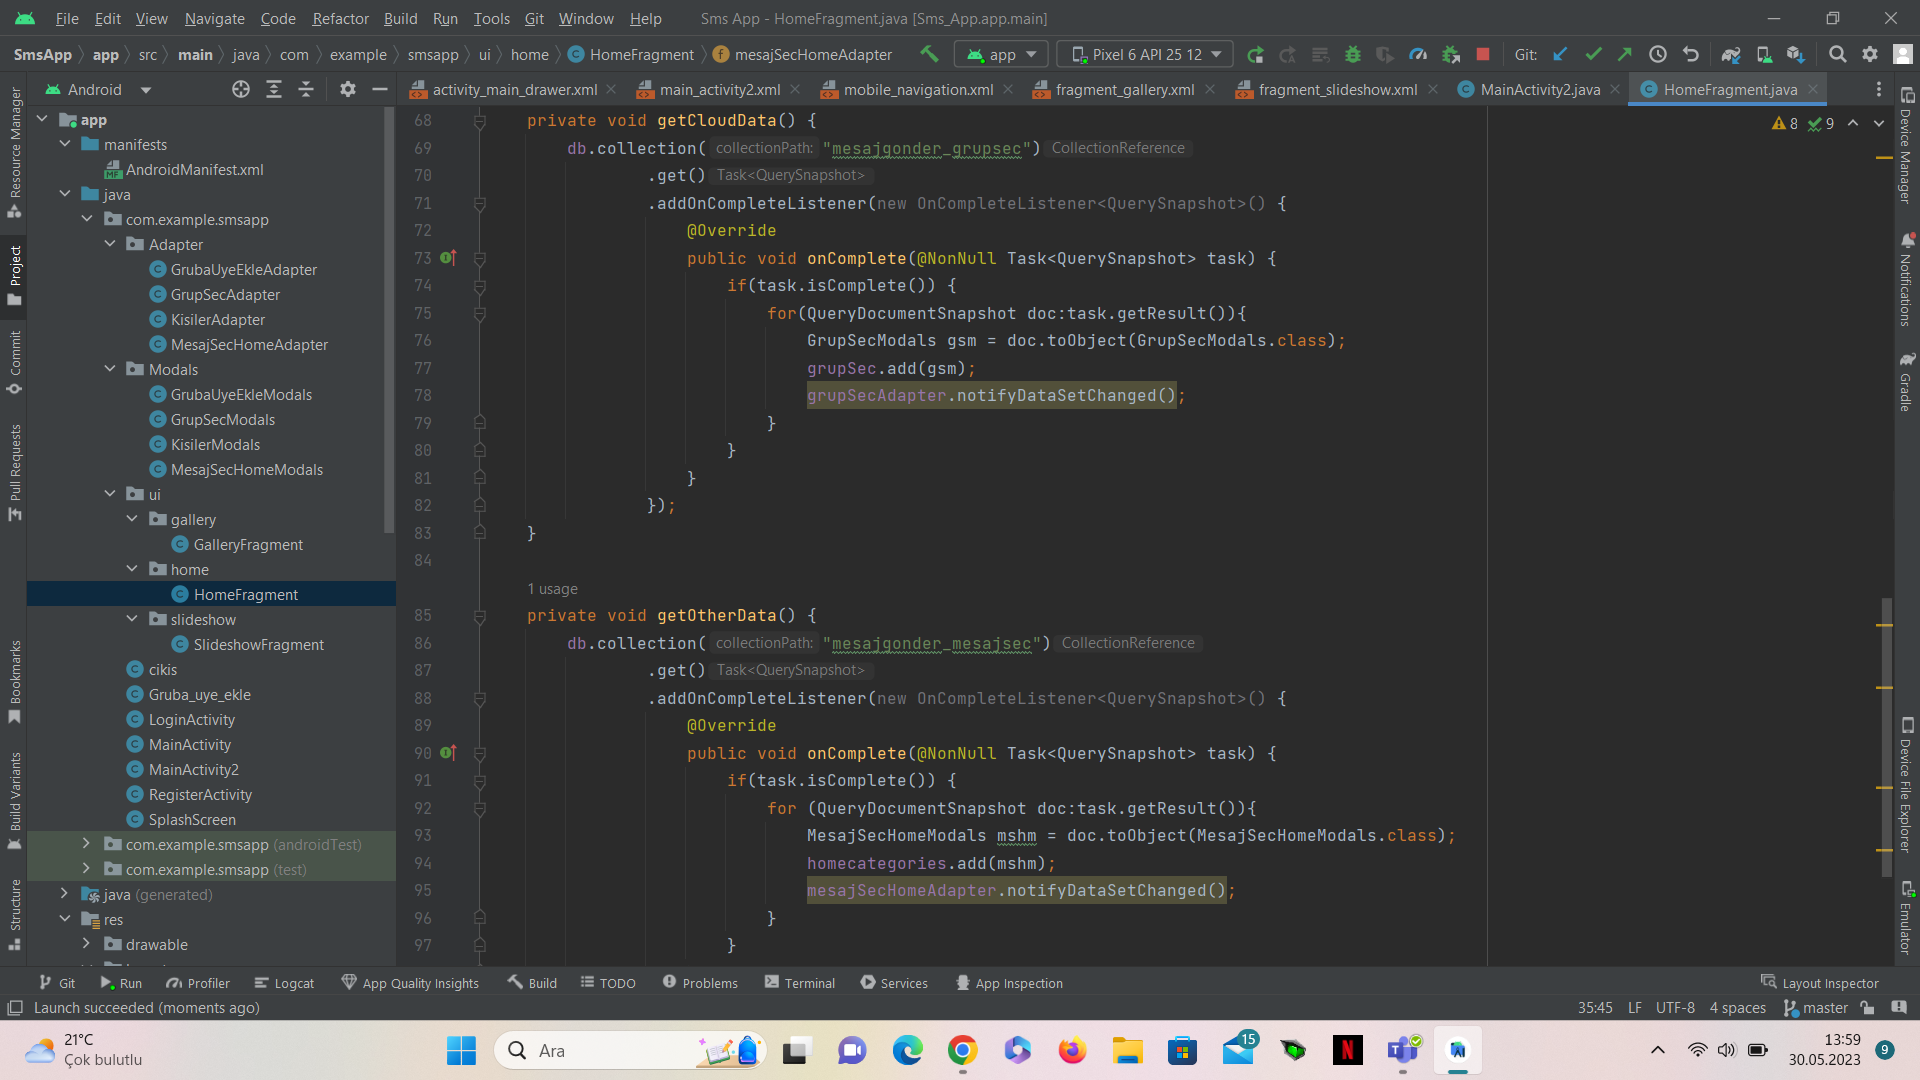 File Edit View Navigate Code Refactor Build Run Tools Git Window Help Sms App - HomeFragment.java [Sms_App.app.main]
SmsApp app src main java com example smsapp ui home HomeFragment mesajSecHomeAdapter app Pixel 6 API 25 12 Git:
Android
activity_main_drawer.xml main_activity2.xml mobile_navigation.xml fragment_gallery.xml fragment_slideshow.xml MainActivity2.java HomeFragment.java
8 9
Resource Manager
Project
Commit
Pull Requests
Bookmarks
Build Variants
Structure
app
manifests
AndroidManifest.xml
java
com.example.smsapp
Adapter
GrubaUyeEkleAdapter
GrupSecAdapter
KisilerAdapter
MesajSecHomeAdapter
Modals
GrubaUyeEkleModals
GrupSecModals
KisilerModals
MesajSecHomeModals
ui
gallery
GalleryFragment
home
HomeFragment
slideshow
SlideshowFragment
cikis
Gruba_uye_ekle
LoginActivity
MainActivity
MainActivity2
RegisterActivity
SplashScreen
com.example.smsapp (androidTest)
com.example.smsapp (test)
java (generated)
res
drawable
68 private void getCloudData() {
69 db.collection( collectionPath: "mesajgonder_grupsec") CollectionReference
70 .get() Task<QuerySnapshot>
71 .addOnCompleteListener(new OnCompleteListener<QuerySnapshot>() {
72 @Override
73 public void onComplete(@NonNull Task<QuerySnapshot> task) {
74 if(task.isComplete()) {
75 for(QueryDocumentSnapshot doc:task.getResult()){
76 GrupSecModals gsm = doc.toObject(GrupSecModals.class);
77 grupSec.add(gsm);
78 grupSecAdapter.notifyDataSetChanged();
79 }
80 }
81 }
82 });
83 }
84
1 usage
85 private void getOtherData() {
86 db.collection( collectionPath: "mesajgonder_mesajsec") CollectionReference
87 .get() Task<QuerySnapshot>
88 .addOnCompleteListener(new OnCompleteListener<QuerySnapshot>() {
89 @Override
90 public void onComplete(@NonNull Task<QuerySnapshot> task) {
91 if(task.isComplete()) {
92 for (QueryDocumentSnapshot doc:task.getResult()){
93 MesajSecHomeModals mshm = doc.toObject(MesajSecHomeModals.class);
94 homecategories.add(mshm);
95 mesajSecHomeAdapter.notifyDataSetChanged();
96 }
97 }
Device Manager
Notifications
Gradle
Device File Explorer
Emulator
Git Run Profiler Logcat App Quality Insights Build TODO Problems Terminal Services App Inspection Layout Inspector
Launch succeeded (moments ago) 35:45 LF UTF-8 4 spaces master
21°C
Çok bulutlu
Ara
15
13:59
30.05.2023
9